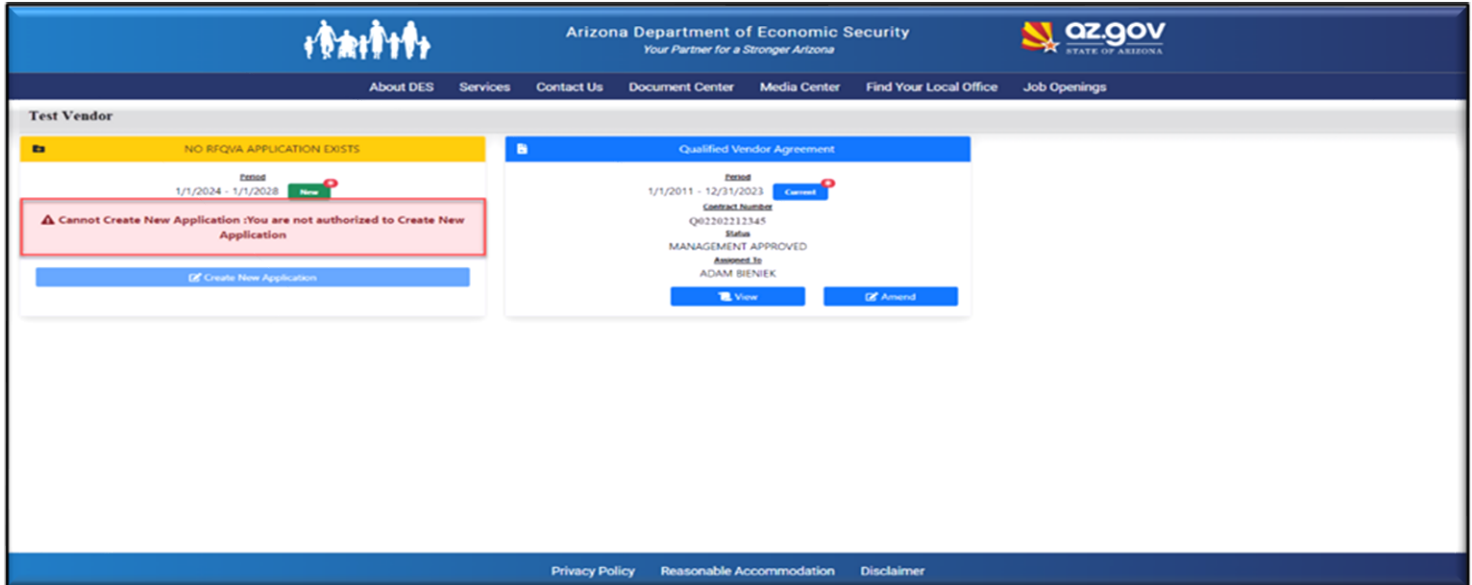 Arizona Department of Economic Security
Your Partner for a Stronger Arizona
az.gov
STATE OF ARIZONA
About DES Services Contact Us Document Center Media Center Find Your Local Office Job Openings
Test Vendor
NO RFQVA APPLICATION EXISTS
Period
1/1/2024 - 1/1/2028 New
Cannot Create New Application :You are not authorized to Create New
Application
Create New Application
Qualified Vendor Agreement
Period
1/1/2011 - 12/31/2023 Current
Contract Number
Q02202212345
Status
MANAGEMENT APPROVED
Assigned To
ADAM BIENIEK
View Amend
Privacy Policy Reasonable Accommodation Disclaimer